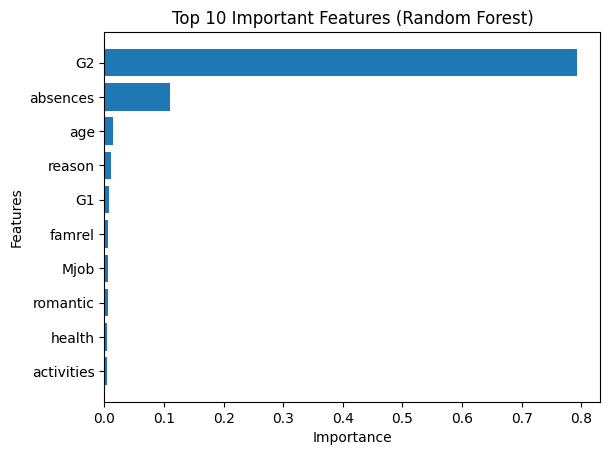 Top 10 Important Features (Random Forest)
G2
absences
age
reason
G1
famrel
Mjob
romantic
health
activities
Features
0.0 0.1 0.2 0.3 0.4 0.5 0.6 0.7 0.8
Importance